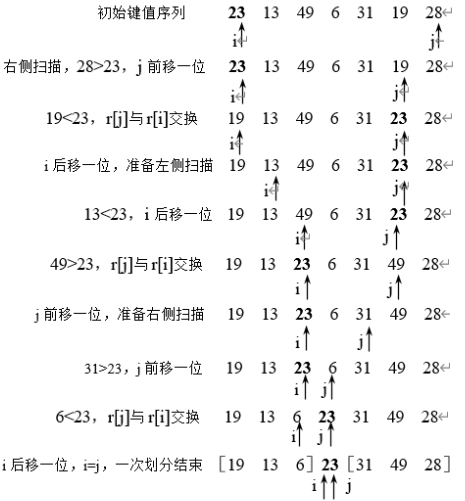 初始键值序列 23 13 49 6 31 19 28↵
i↵ j↵
右侧扫描，28>23，j 前移一位 23 13 49 6 31 19 28↵
i↵ j↵
19<23，r[j]与 r[i]交换 19 13 49 6 31 23 28↵
i↵ j↵
i 后移一位，准备左侧扫描 19 13 49 6 31 23 28↵
i↵ j↵
13<23，i 后移一位 19 13 49 6 31 23 28↵
i↵ j
49>23，r[j]与 r[i]交换 19 13 23 6 31 49 28↵
i j
j 前移一位，准备右侧扫描 19 13 23 6 31 49 28↵
i j
31>23，j 前移一位 19 13 23 6 31 49 28↵
i j
6<23，r[j]与 r[i]交换 19 13 6 23 31 49 28↵
i j
i 后移一位，i=j，一次划分结束 [19 13 6] 23 [31 49 28]
i j